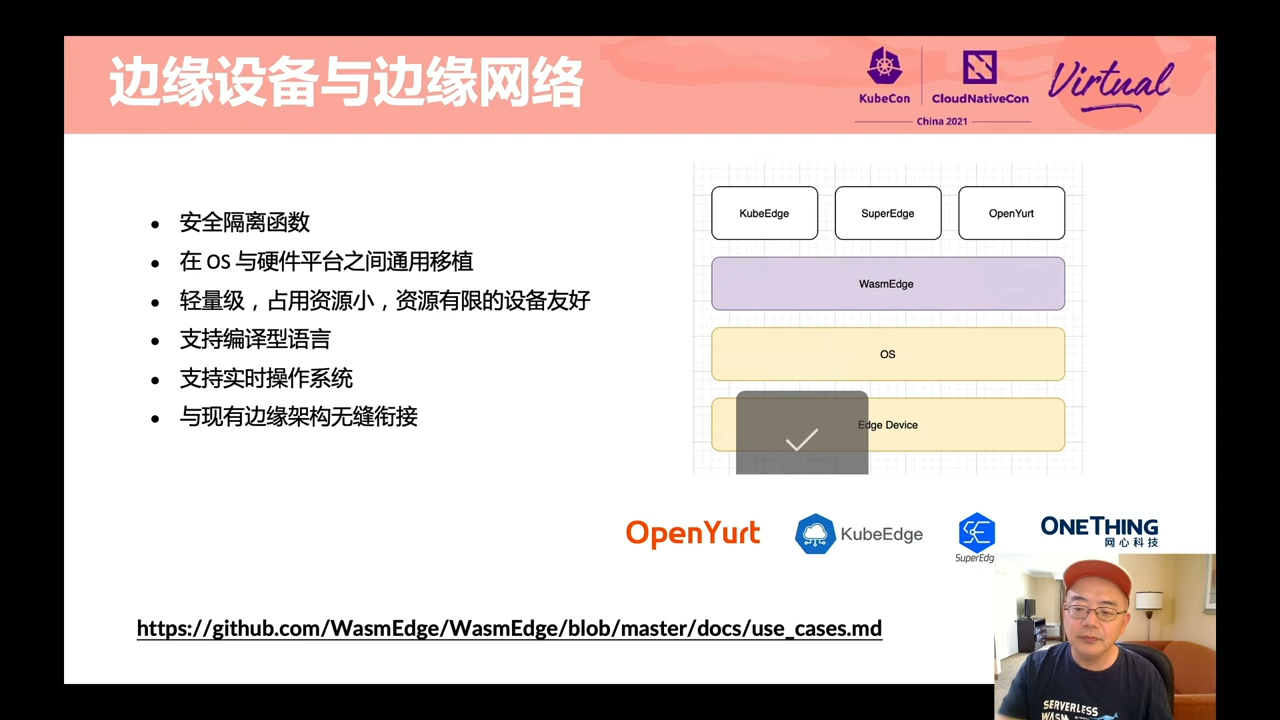 边缘设备与边缘网络
KubeCon
CloudNativeCon
China 2021
Virtual
安全隔离函数
在 OS 与硬件平台之间通用移植
轻量级，占用资源小，资源有限的设备友好
支持编译型语言
支持实时操作系统
与现有边缘架构无缝衔接
KubeEdge
SuperEdge
OpenYurt
WasmEdge
OS
Edge Device
OpenYurt
KubeEdge
SuperEdg
ONETHING
网心科技
https://github.com/WasmEdge/WasmEdge/blob/master/docs/use_cases.md
SERVERLESS
WASM